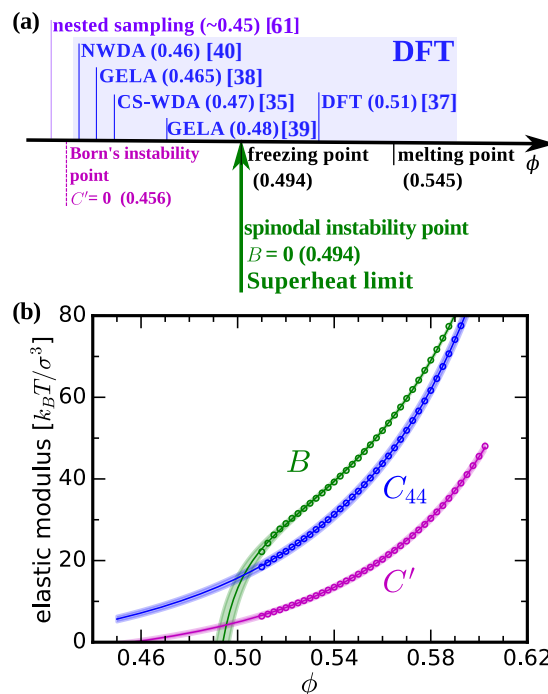 (a)
nested sampling (~0.45) [61]
NWDA (0.46) [40]
DFT
GELA (0.465) [38]
CS-WDA (0.47) [35]
DFT (0.51) [37]
GELA (0.48) [39]
ϕ
Born's instability
point
C'= 0 (0.456)
freezing point
(0.494)
melting point
(0.545)
spinodal instability point
B = 0 (0.494)
Superheat limit
(b)
elastic modulus [k_BT/σ³]
80
60
40
20
0
B
C₄₄
C'
0.46 0.50 0.54 0.58 0.62
ϕ